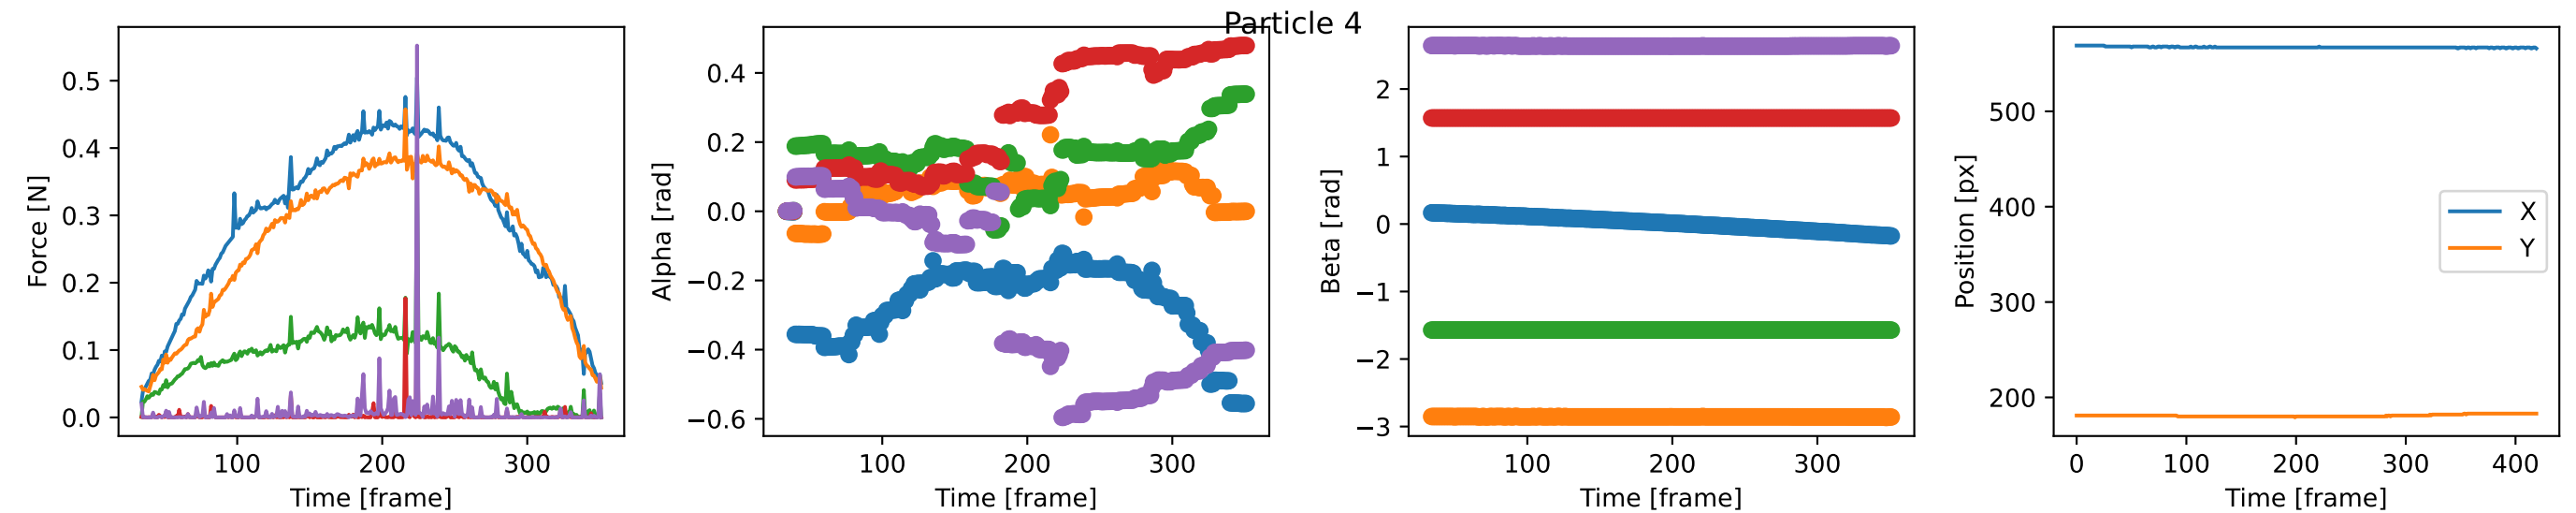 Particle 4
Force [N]
0.5
0.4
0.3
0.2
0.1
0.0
100 200 300
Time [frame]
Alpha [rad]
0.4
0.2
0.0
−0.2
−0.4
−0.6
100 200 300
Time [frame]
Beta [rad]
2
1
0
−1
−2
−3
100 200 300
Time [frame]
Position [px]
500
400
300
200
0 100 200 300 400
Time [frame]
X
Y